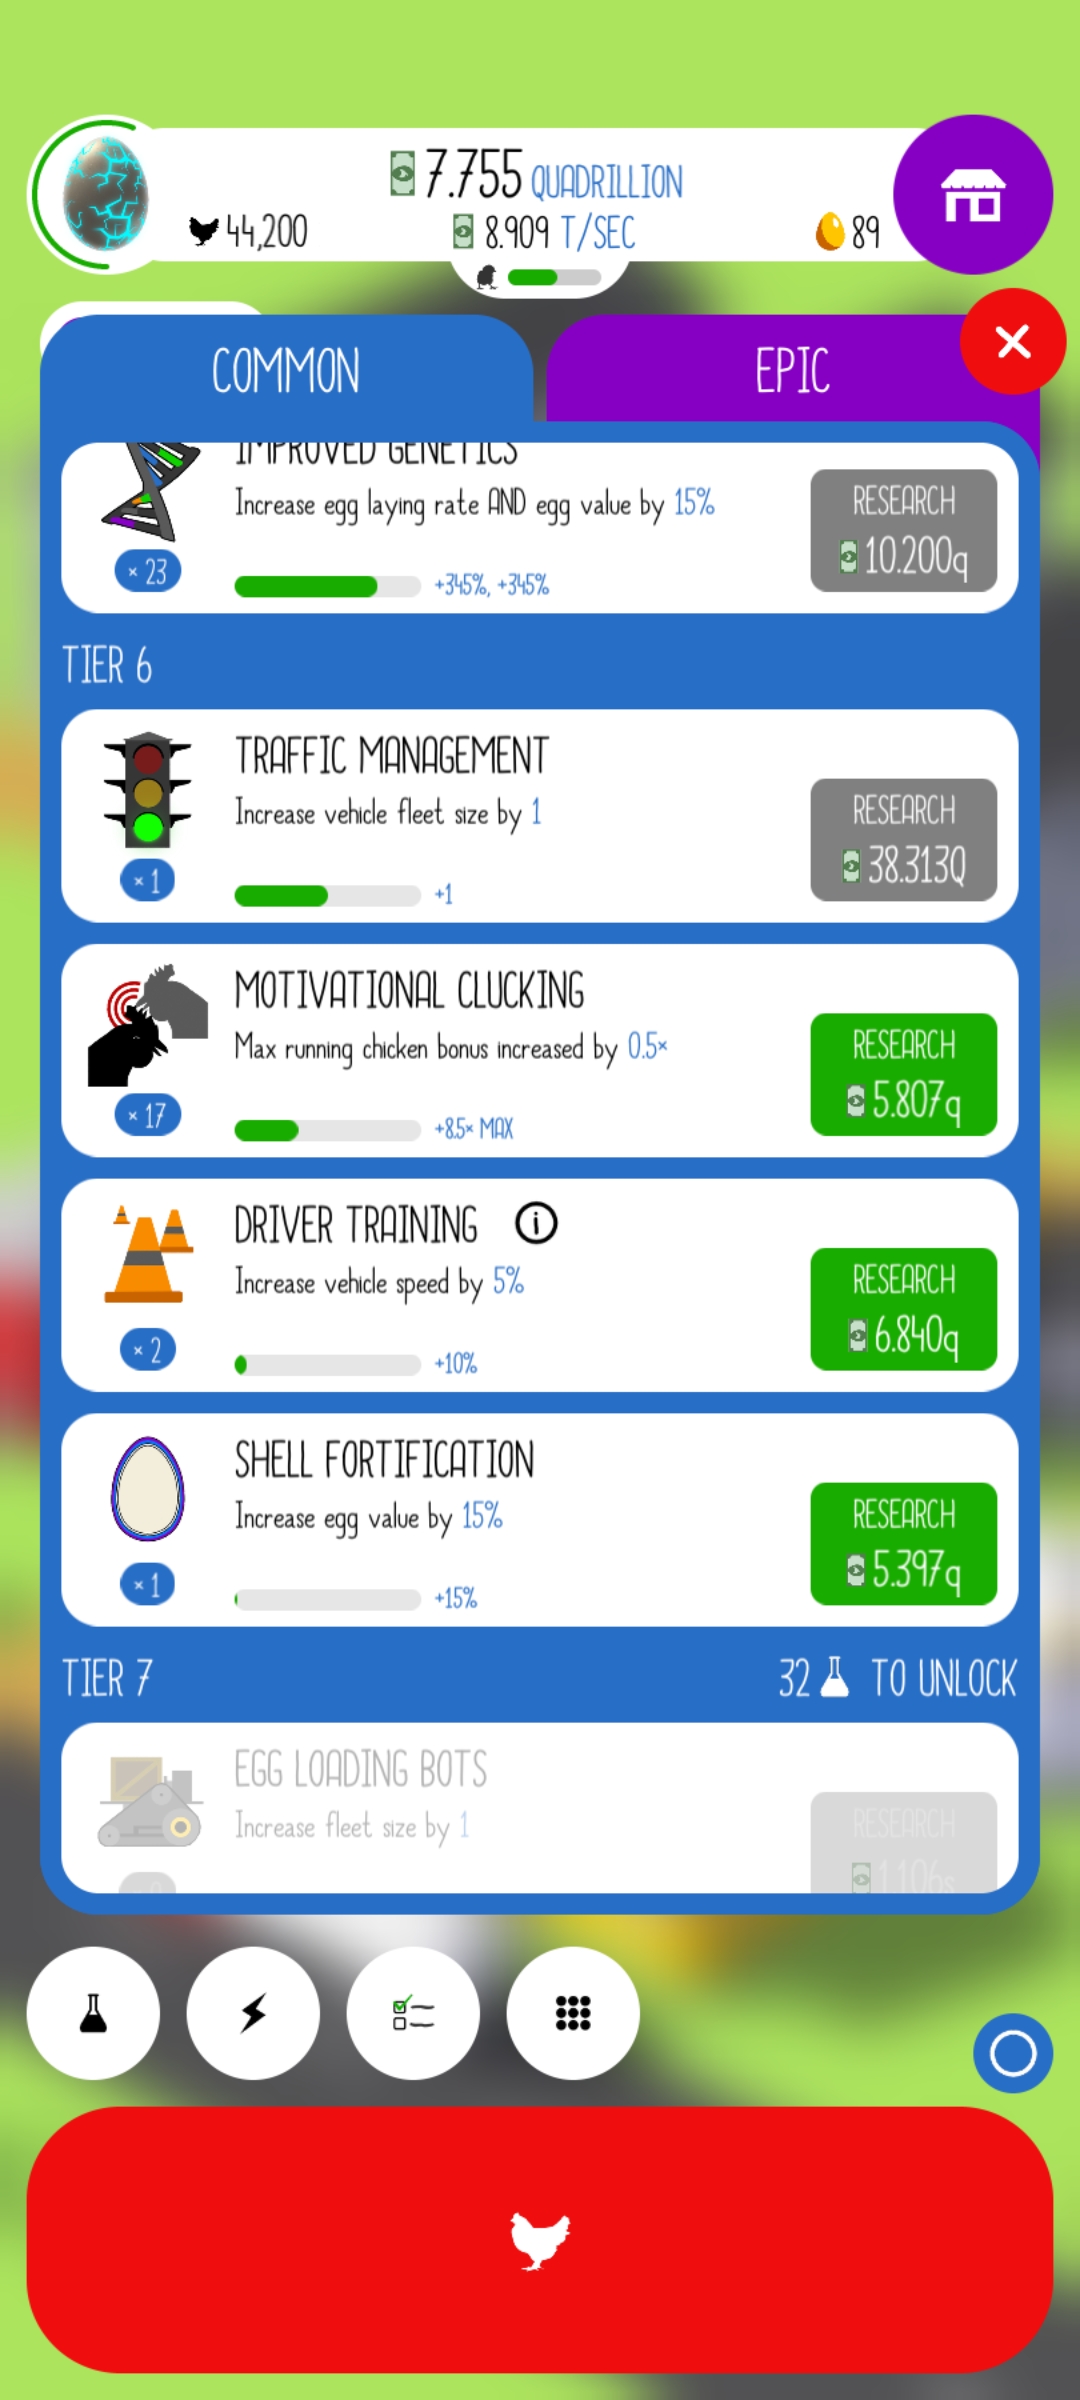 7.755 QUADRILLION
44,200
8.909 T/SEC
89
COMMON
EPIC
IMPROVED GENETICS
Increase egg laying rate AND egg value by 15%
RESEARCH
10.200q
× 23
+345%, +345%
TIER 6
TRAFFIC MANAGEMENT
Increase vehicle fleet size by 1
RESEARCH
38.313Q
× 1
+1
MOTIVATIONAL CLUCKING
Max running chicken bonus increased by 0.5×
RESEARCH
5.807q
× 17
+8.5× MAX
DRIVER TRAINING
Increase vehicle speed by 5%
RESEARCH
6.840q
× 2
+10%
SHELL FORTIFICATION
Increase egg value by 15%
RESEARCH
5.397q
× 1
+15%
TIER 7
32 TO UNLOCK
EGG LOADING BOTS
Increase fleet size by 1
RESEARCH
1.106s